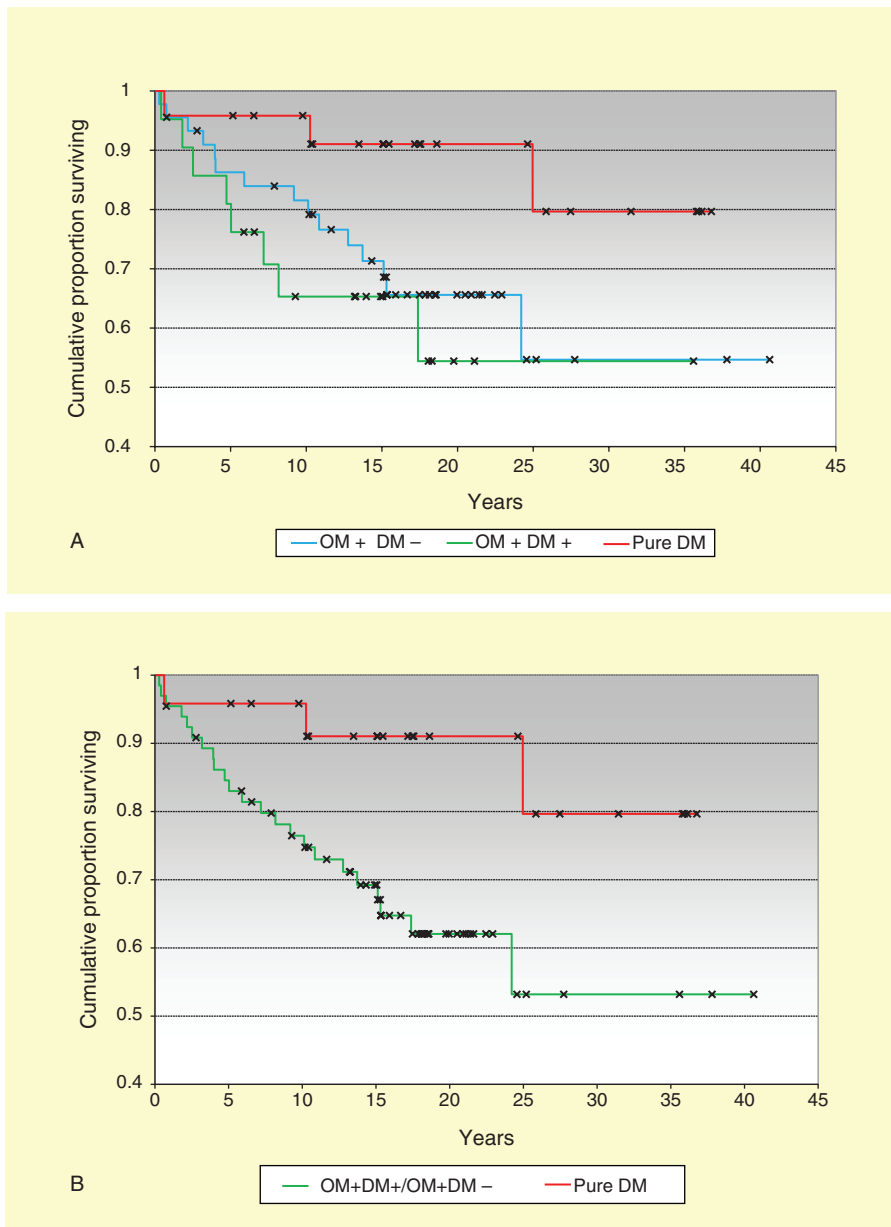 1
0.9
0.8
0.7
0.6
0.5
0.4
Cumulative proportion surviving
0 5 10 15 20 25 30 35 40 45
Years
A
OM + DM – OM + DM + Pure DM
1
0.9
0.8
0.7
0.6
0.5
0.4
Cumulative proportion surviving
0 5 10 15 20 25 30 35 40 45
Years
B
OM+DM+/OM+DM – Pure DM